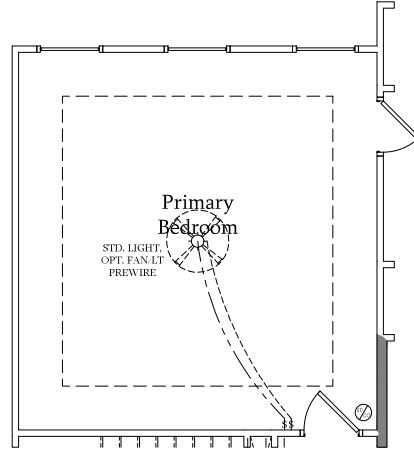 Primary
Bedroom
STD. LIGHT,
OPT. FAN/LT
PREWIRE
$ $